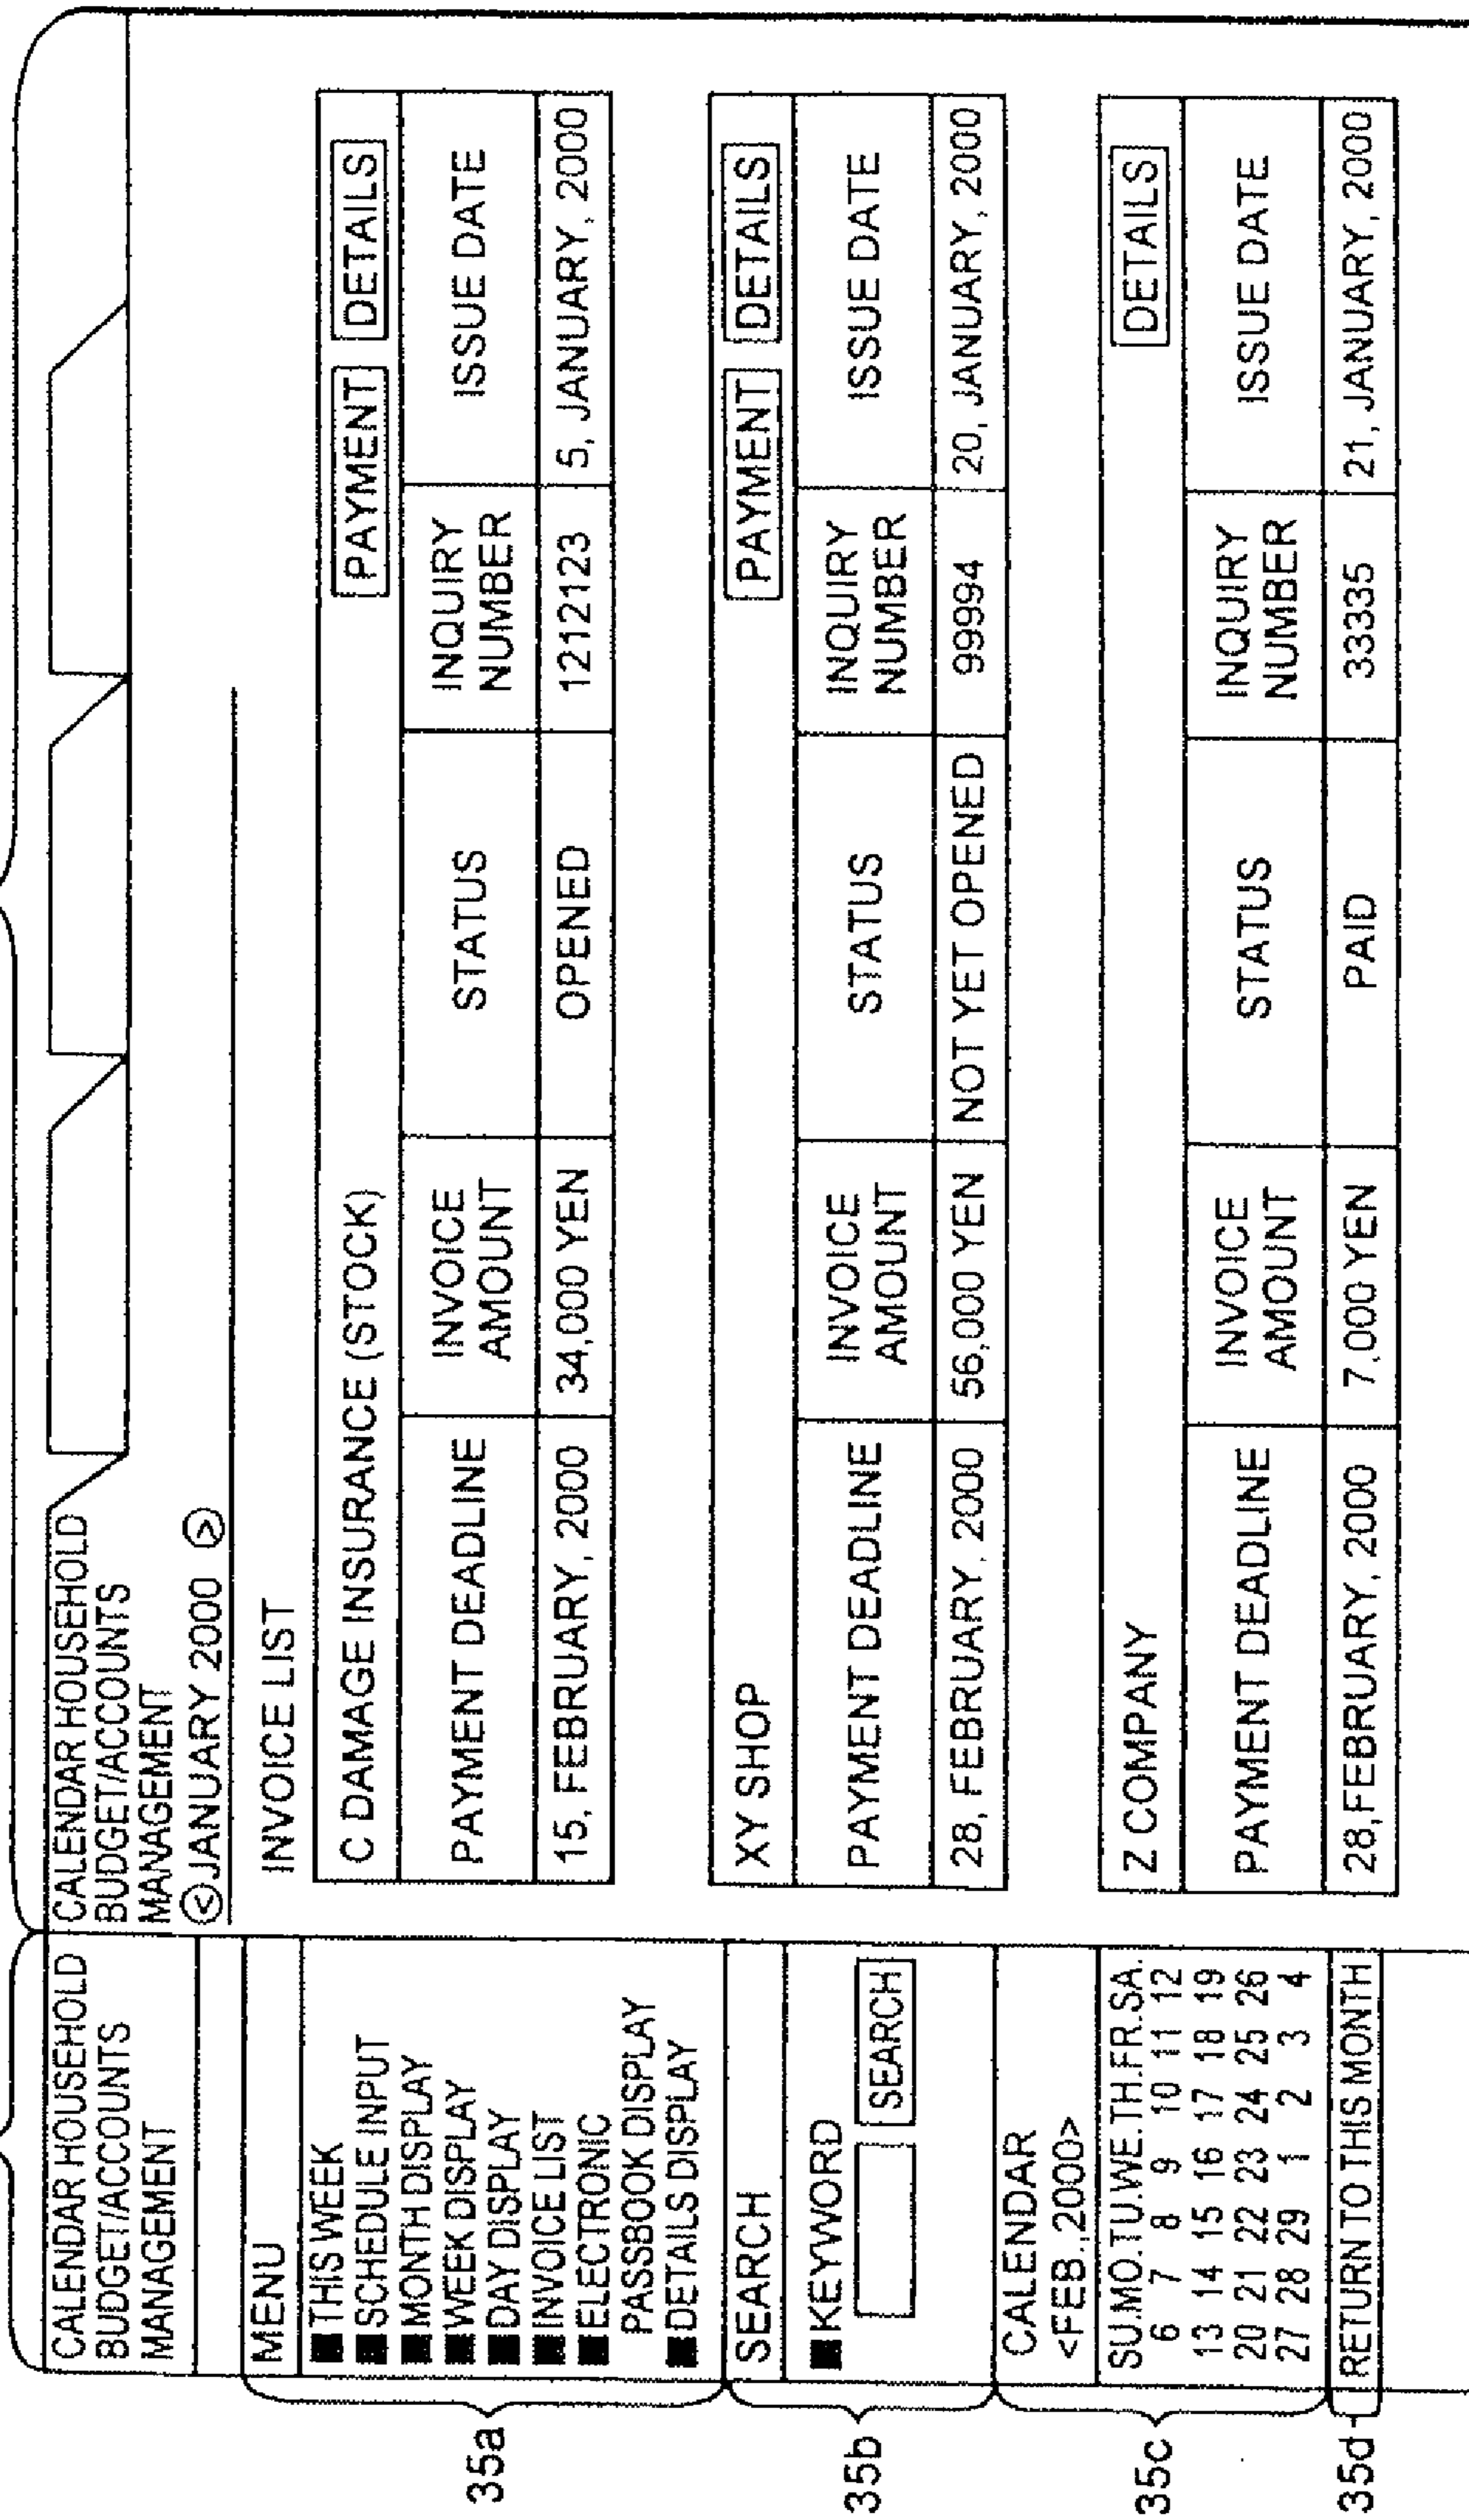 CALENDAR HOUSEHOLD
BUDGET/ACCOUNTS
MANAGEMENT
MENU
■THIS WEEK
■SCHEDULE INPUT
■MONTH DISPLAY
■WEEK DISPLAY
■DAY DISPLAY
■INVOICE LIST
■ELECTRONIC
PASSBOOK DISPLAY
■DETAILS DISPLAY
35a
SEARCH
■KEYWORD
SEARCH
35b
CALENDAR
<FEB.,2000>
SU.MO.TU.WE.TH.FR.SA.
6 7 8 9 10 11 12
13 14 15 16 17 18 19
20 21 22 23 24 25 26
27 28 29 1 2 3 4
35c
RETURN TO THIS MONTH
35d
CALENDAR HOUSEHOLD
BUDGET/ACCOUNTS
MANAGEMENT
< JANUARY 2000 >
INVOICE LIST
C DAMAGE INSURANCE (STOCK) PAYMENT DETAILS
PAYMENT DEADLINE INVOICE AMOUNT STATUS INQUIRY NUMBER ISSUE DATE
15, FEBRUARY, 2000 34,000 YEN OPENED 1212123 5, JANUARY, 2000
XY SHOP PAYMENT DETAILS
PAYMENT DEADLINE INVOICE AMOUNT STATUS INQUIRY NUMBER ISSUE DATE
28, FEBRUARY, 2000 56,000 YEN NOT YET OPENED 99994 20, JANUARY, 2000
Z COMPANY DETAILS
PAYMENT DEADLINE INVOICE AMOUNT STATUS INQUIRY NUMBER ISSUE DATE
28,FEBRUARY, 2000 7,000 YEN PAID 33335 21, JANUARY, 2000